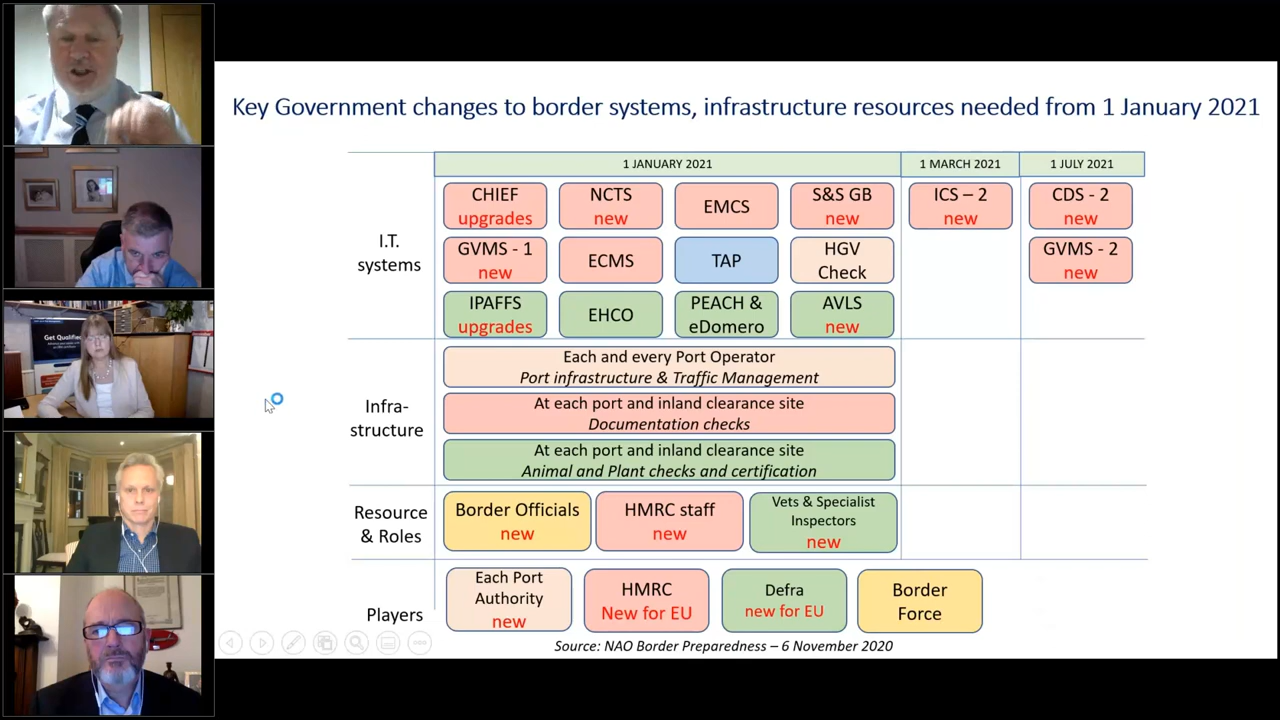 Key Government changes to border systems, infrastructure resources needed from 1 January 2021
1 JANUARY 2021
1 MARCH 2021
1 JULY 2021
I.T.
systems
CHIEF
upgrades
NCTS
new
EMCS
S&S GB
new
ICS – 2
new
CDS - 2
new
GVMS - 1
new
ECMS
TAP
HGV
Check
GVMS - 2
new
IPAFFS
upgrades
EHCO
PEACH &
eDomero
AVLS
new
Infra-
structure
Each and every Port Operator
Port infrastructure & Traffic Management
At each port and inland clearance site
Documentation checks
At each port and inland clearance site
Animal and Plant checks and certification
Resource
& Roles
Border Officials
new
HMRC staff
new
Vets & Specialist
Inspectors
new
Players
Each Port
Authority
new
HMRC
New for EU
Defra
new for EU
Border
Force
Source: NAO Border Preparedness – 6 November 2020
Get Qualified